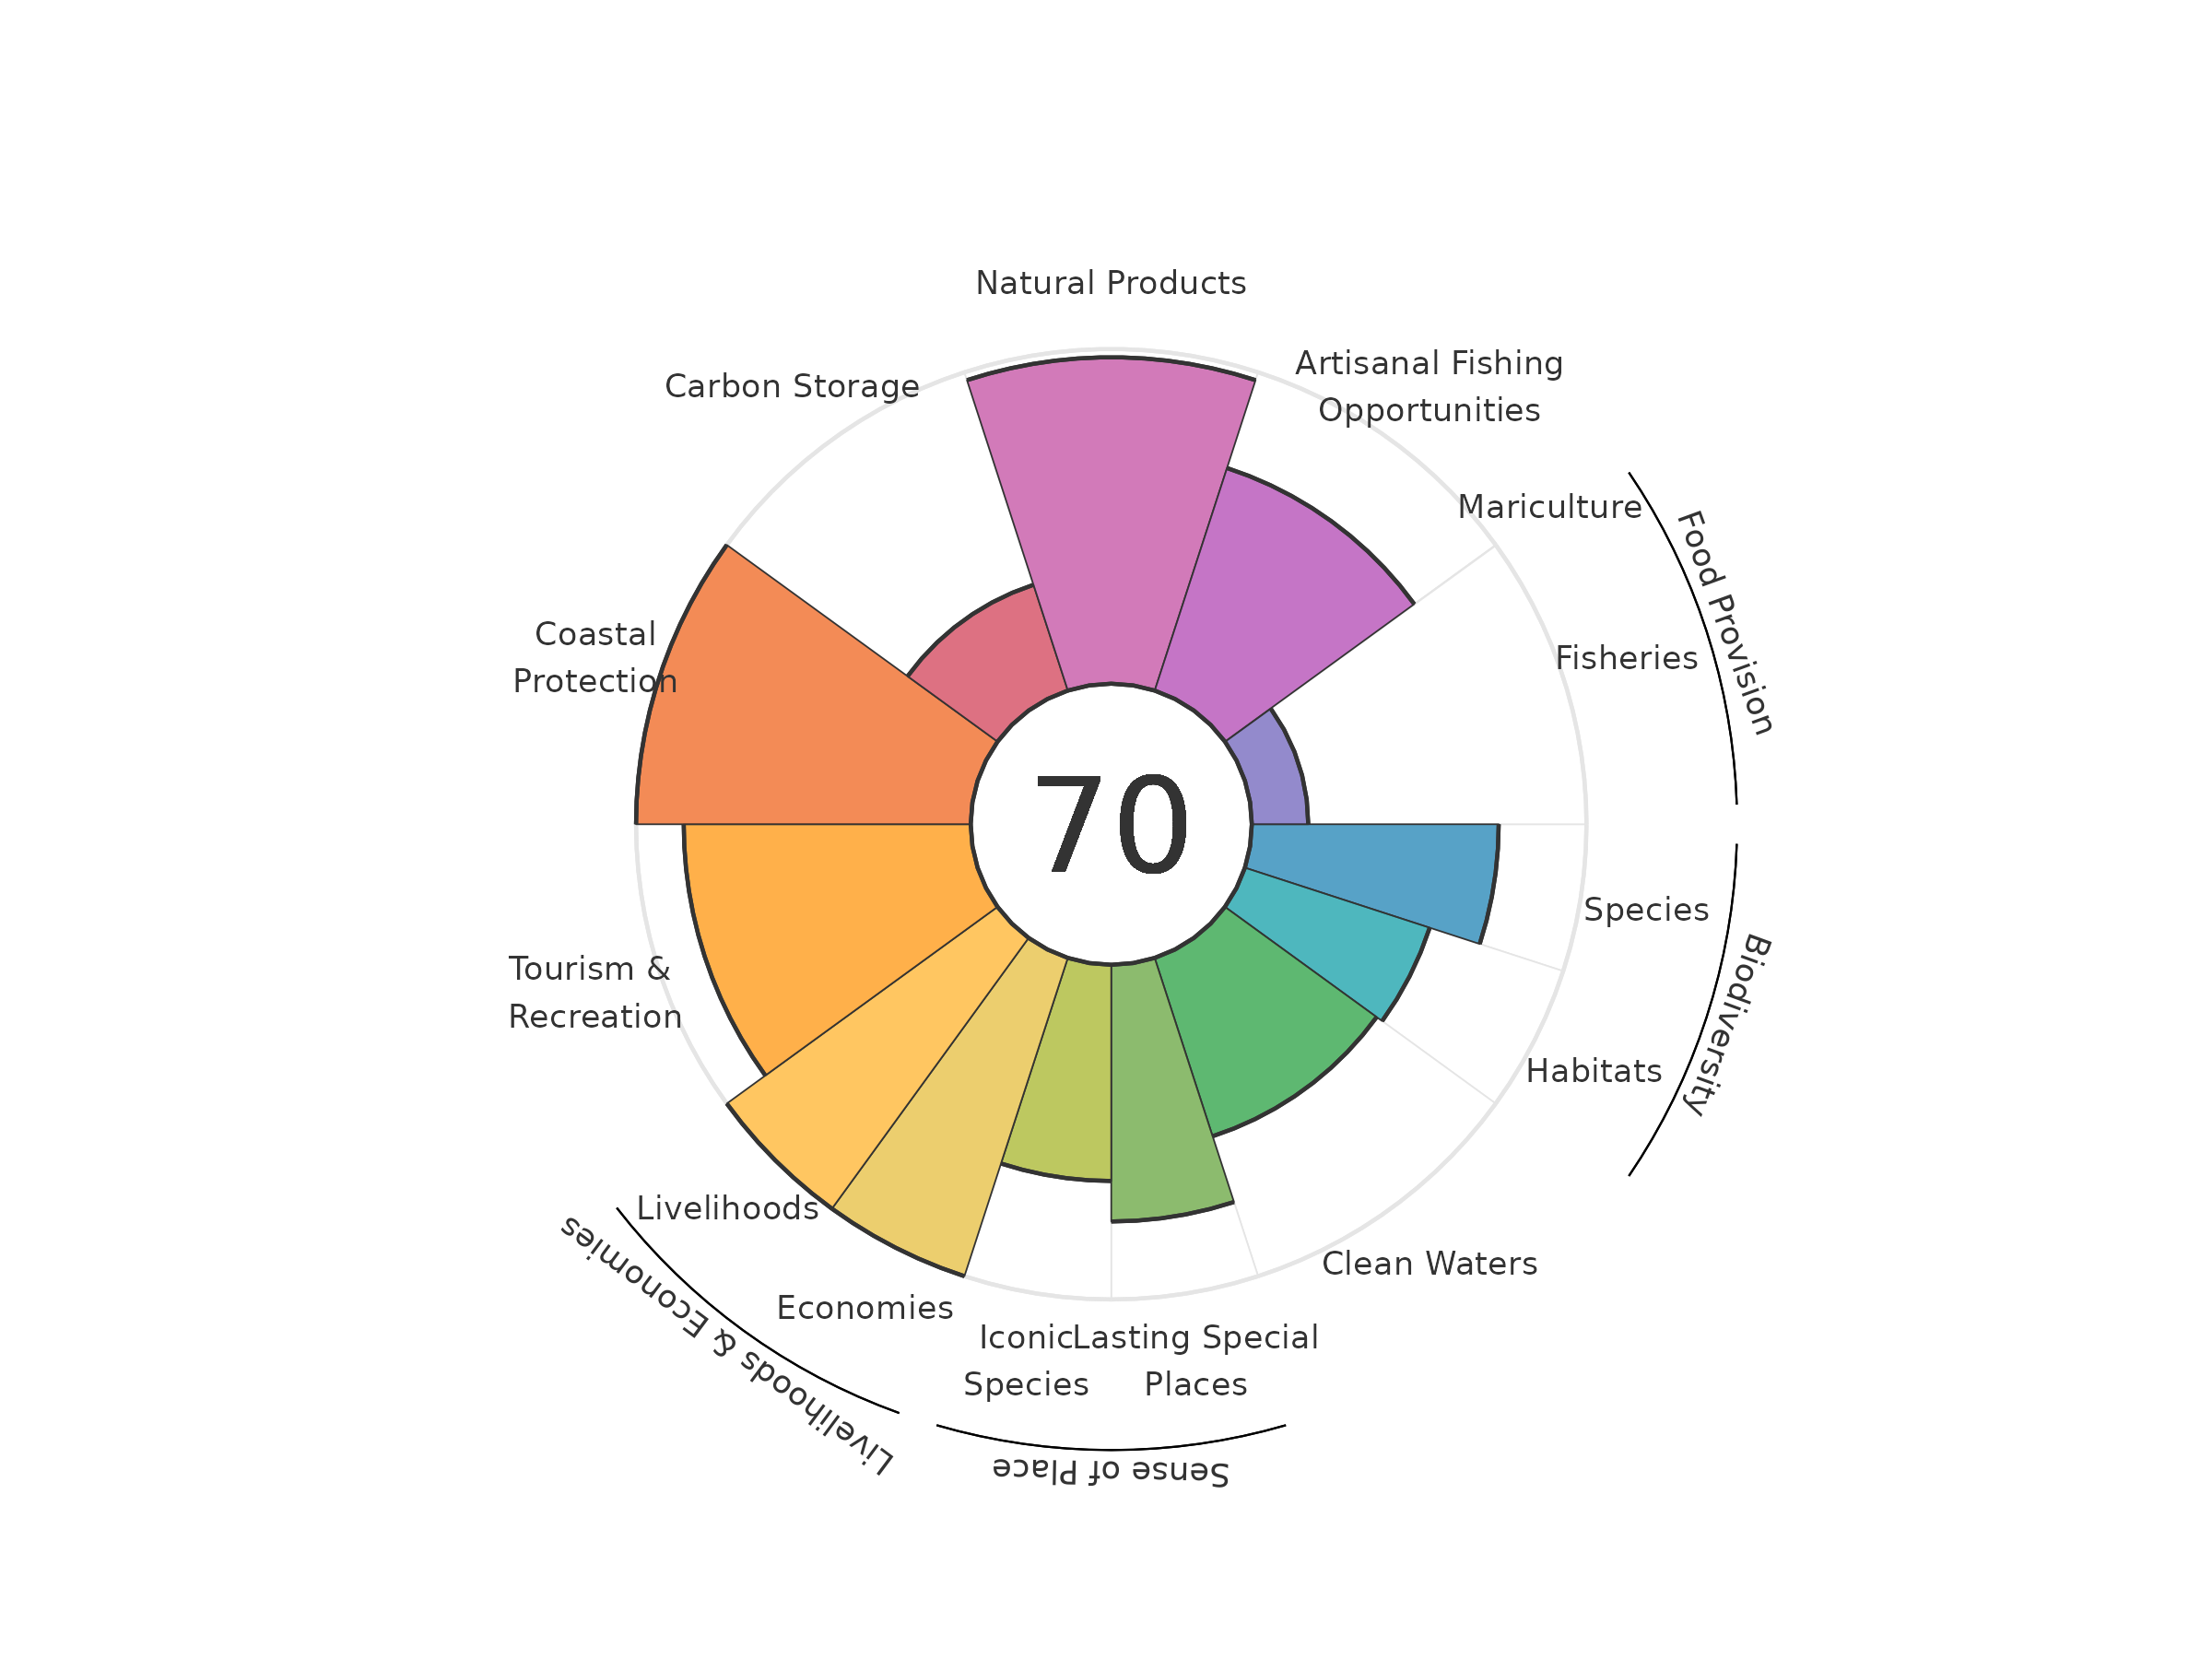 Natural Products
Artisanal Fishing
Opportunities
Carbon Storage
Mariculture
Food Provision
Fisheries
Coastal
Protection
70
Species
Biodiversity
Tourism &
Recreation
Habitats
Livelihoods
Clean Waters
Livelihoods & Economies
Economies
Iconic
Species
Lasting Special
Places
Sense of Place